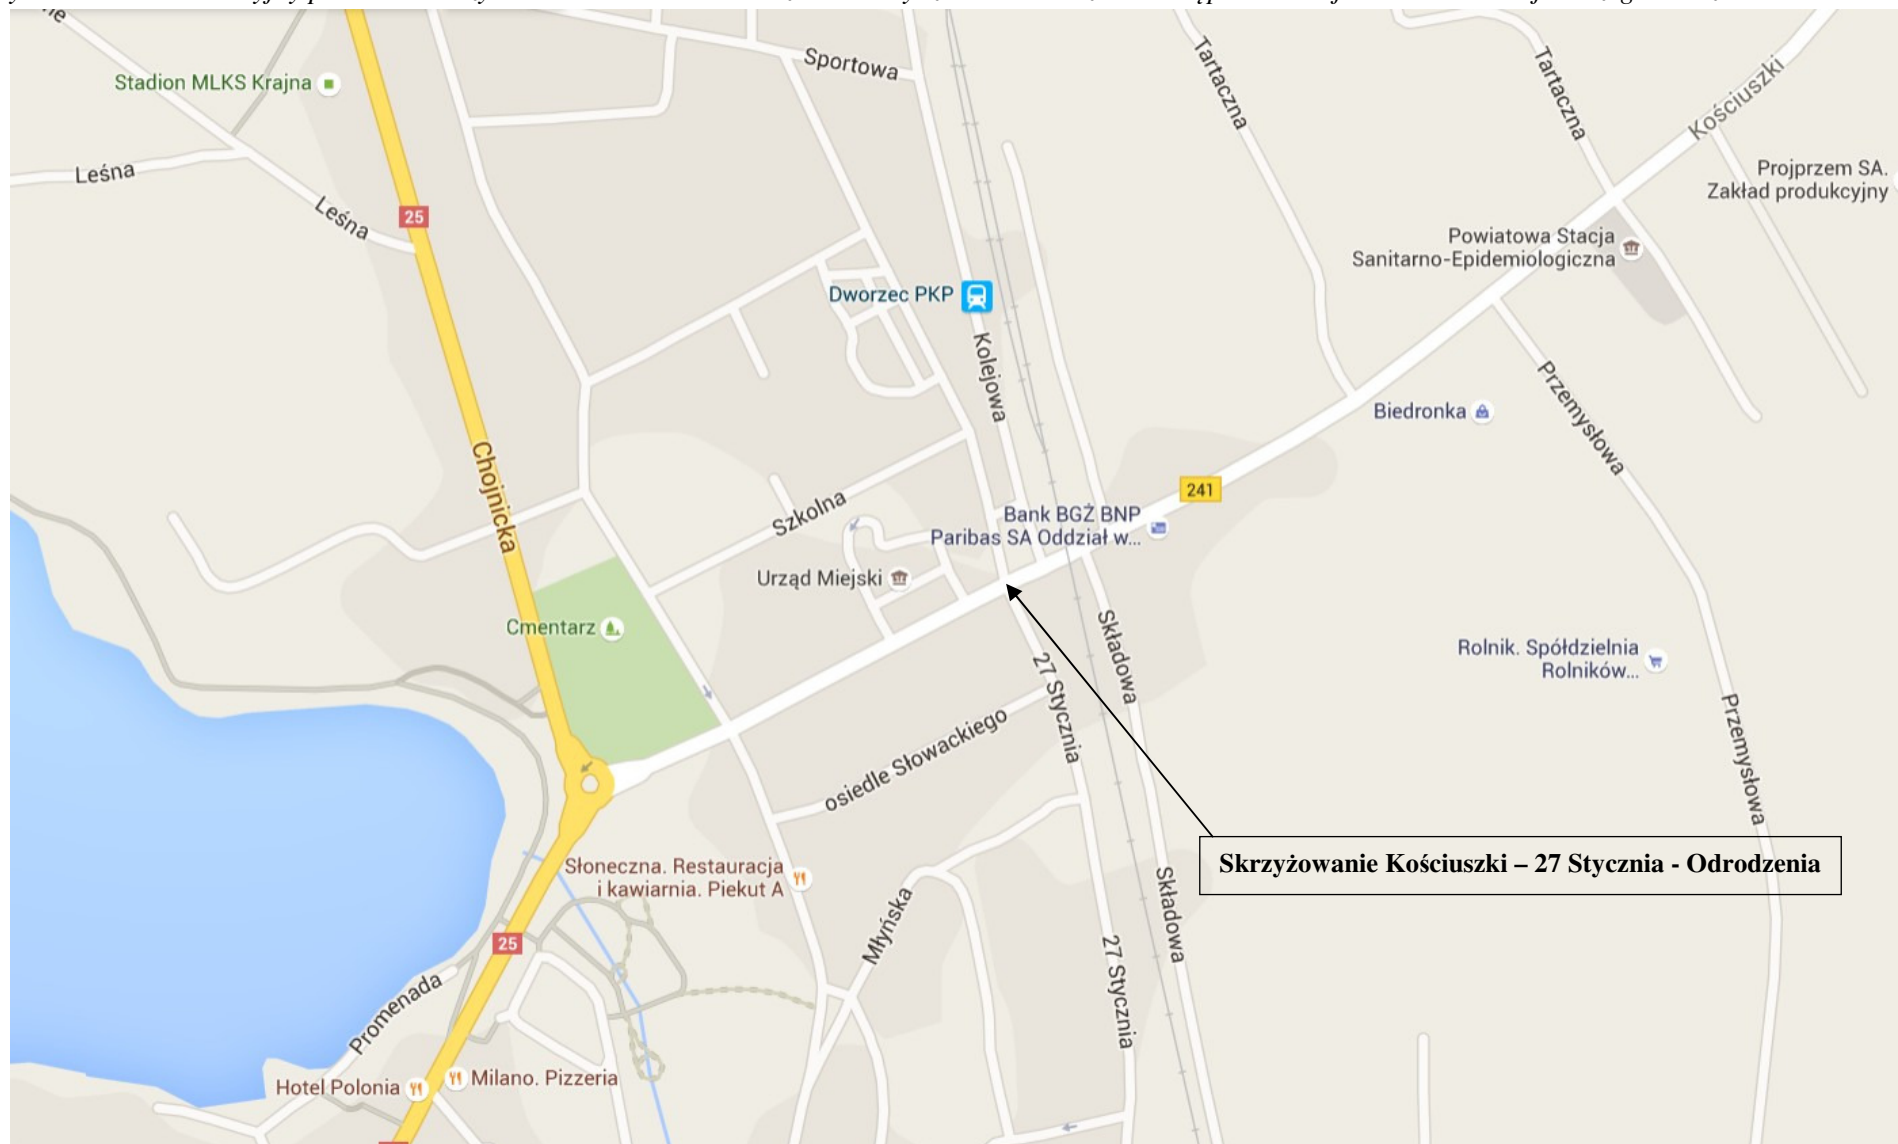 Sportowa
Tartaczna
Tartaczna
Kościuszki
Stadion MLKS Krajna
Leśna
Leśna
25
Projprzem SA.
Zakład produkcyjny
Powiatowa Stacja
Sanitarno-Epidemiologiczna
Dworzec PKP
Kolejowa
Biedronka
Przemysłowa
Chojnicka
241
Szkolna
Bank BGŻ BNP
Paribas SA Oddział w...
Urząd Miejski
Cmentarz
Składowa
27 Stycznia
Rolnik. Spółdzielnia
Rolników...
osiedle Słowackiego
Przemysłowa
Słoneczna. Restauracja
i kawiarnia. Piekut A
Skrzyżowanie Kościuszki – 27 Stycznia - Odrodzenia
Młyńska
Składowa
25
27 Stycznia
Promenada
Hotel Polonia
Milano. Pizzeria